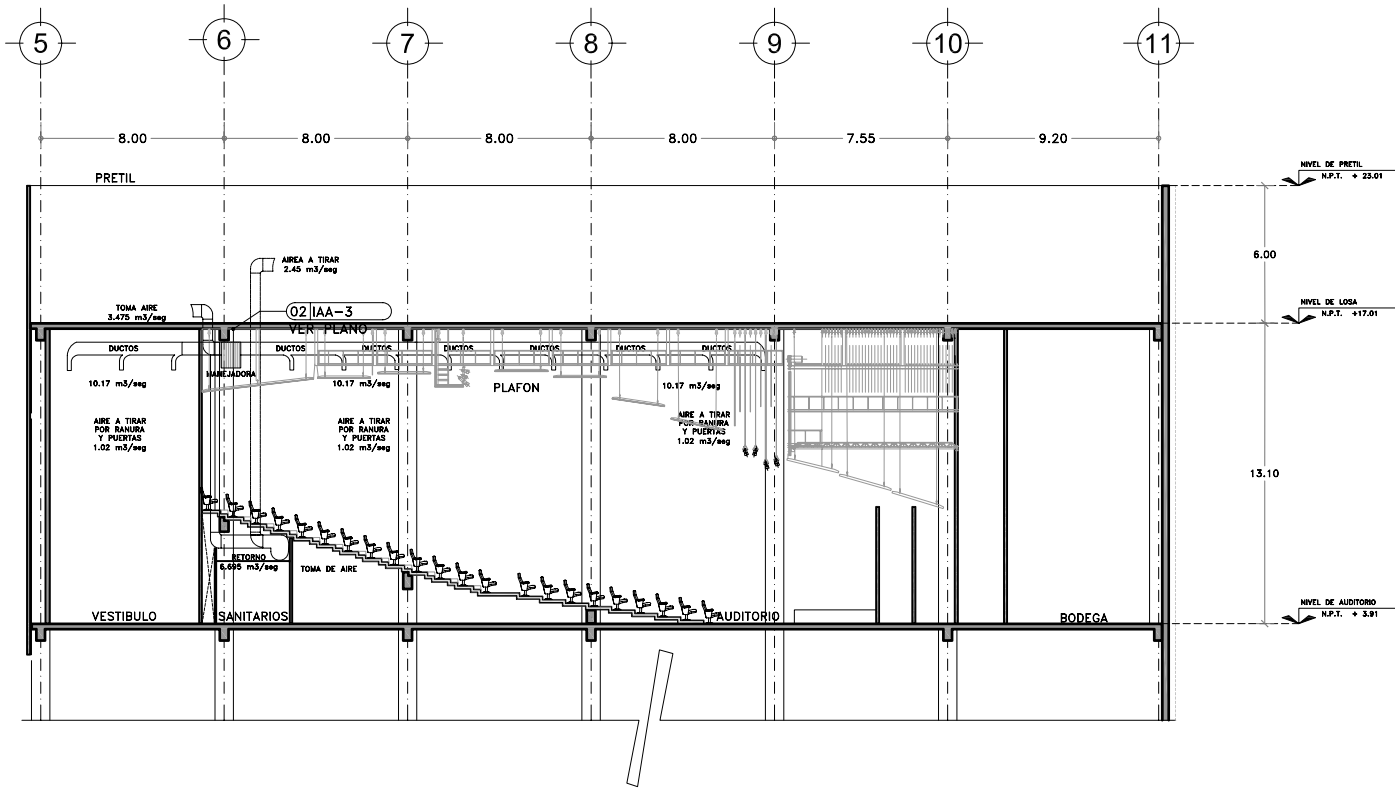 5 6 7 8 9 10 11
8.00 8.00 8.00 8.00 7.55 9.20
NIVEL DE PRETIL
N.P.T. + 23.01
PRETIL
6.00
AIREA A TIRAR
2.45 m3/seg
TOMA AIRE
3.475 m3/seg
02 IAA-3
VER PLANO
NIVEL DE LOSA
N.P.T. +17.01
DUCTOS DUCTOS DUCTOS DUCTOS DUCTOS DUCTOS DUCTOS
MANEJADORA
10.17 m3/seg 10.17 m3/seg PLAFON 10.17 m3/seg
AIRE A TIRAR
POR RANURA
Y PUERTAS
1.02 m3/seg
AIRE A TIRAR
POR RANURA
Y PUERTAS
1.02 m3/seg
AIRE A TIRAR
POR RANURA
Y PUERTAS
1.02 m3/seg
13.10
RETORNO
6.695 m3/seg
TOMA DE AIRE
NIVEL DE AUDITORIO
N.P.T. + 3.91
VESTIBULO SANITARIOS AUDITORIO BODEGA